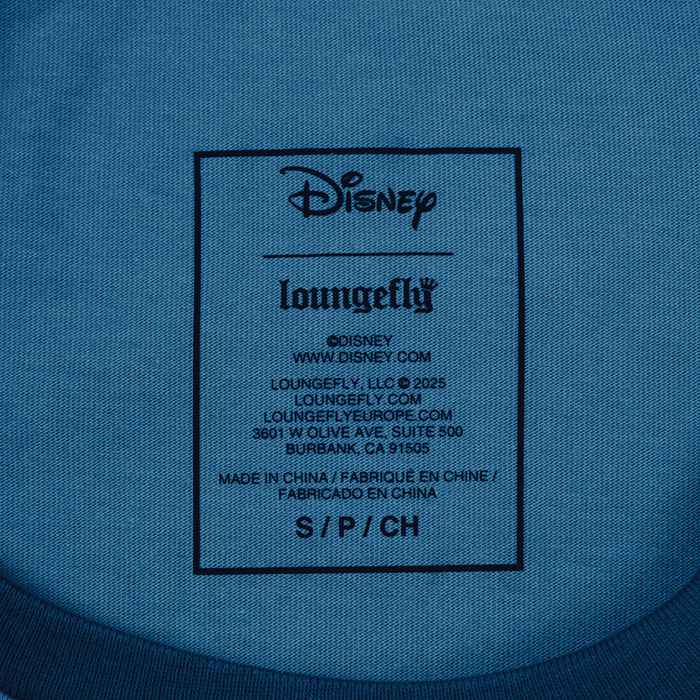 Disney
loungefly
©DISNEY
WWW.DISNEY.COM
LOUNGEFLY, LLC © 2025
LOUNGEFLY.COM
LOUNGEFLYEUROPE.COM
3601 W OLIVE AVE, SUITE 500
BURBANK, CA 91505
MADE IN CHINA / FABRIQUÉ EN CHINE /
FABRICADO EN CHINA
S / P / CH